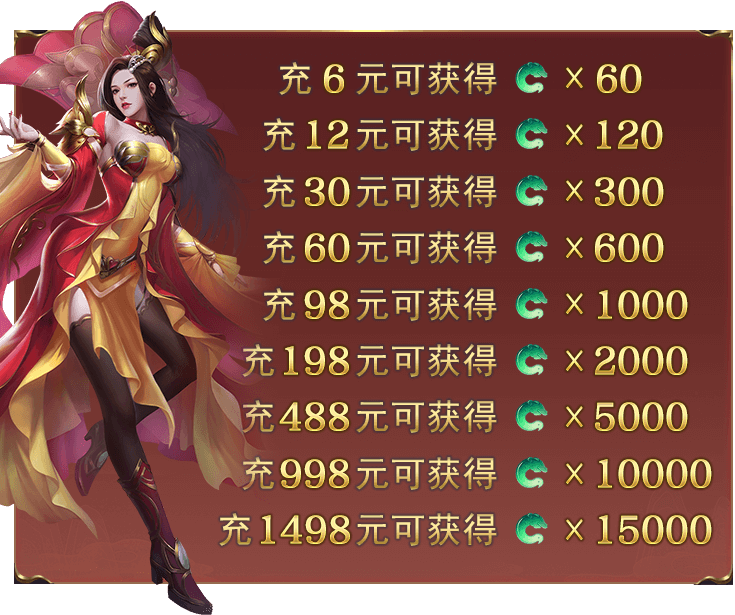 充6元可获得 × 60
充12元可获得 × 120
充30元可获得 × 300
充60元可获得 × 600
充98元可获得 × 1000
充198元可获得 × 2000
充488元可获得 × 5000
充998元可获得 × 10000
充1498元可获得 × 15000